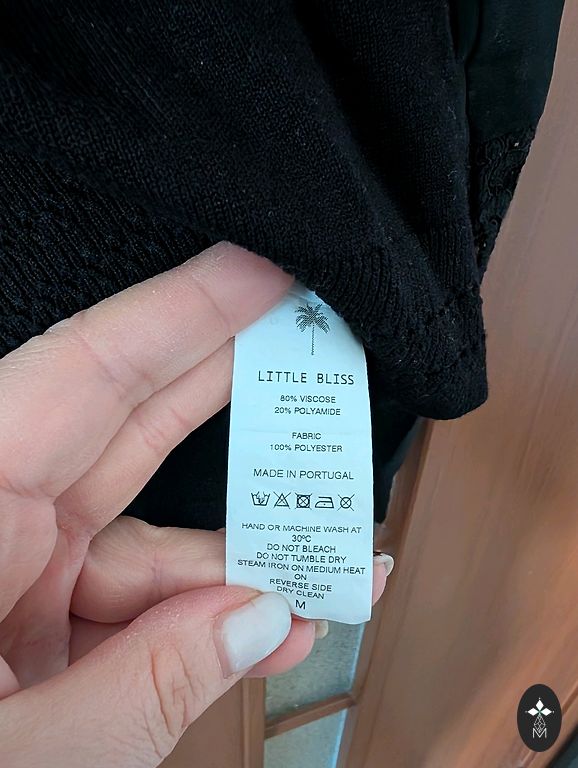 LITTLE BLISS
80% VISCOSE
20% POLYAMIDE
FABRIC
100% POLYESTER
MADE IN PORTUGAL
HAND OR MACHINE WASH AT
30ºC
DO NOT BLEACH
DO NOT TUMBLE DRY
STEAM IRON ON MEDIUM HEAT
ON
REVERSE SIDE
DRY CLEAN
M
M